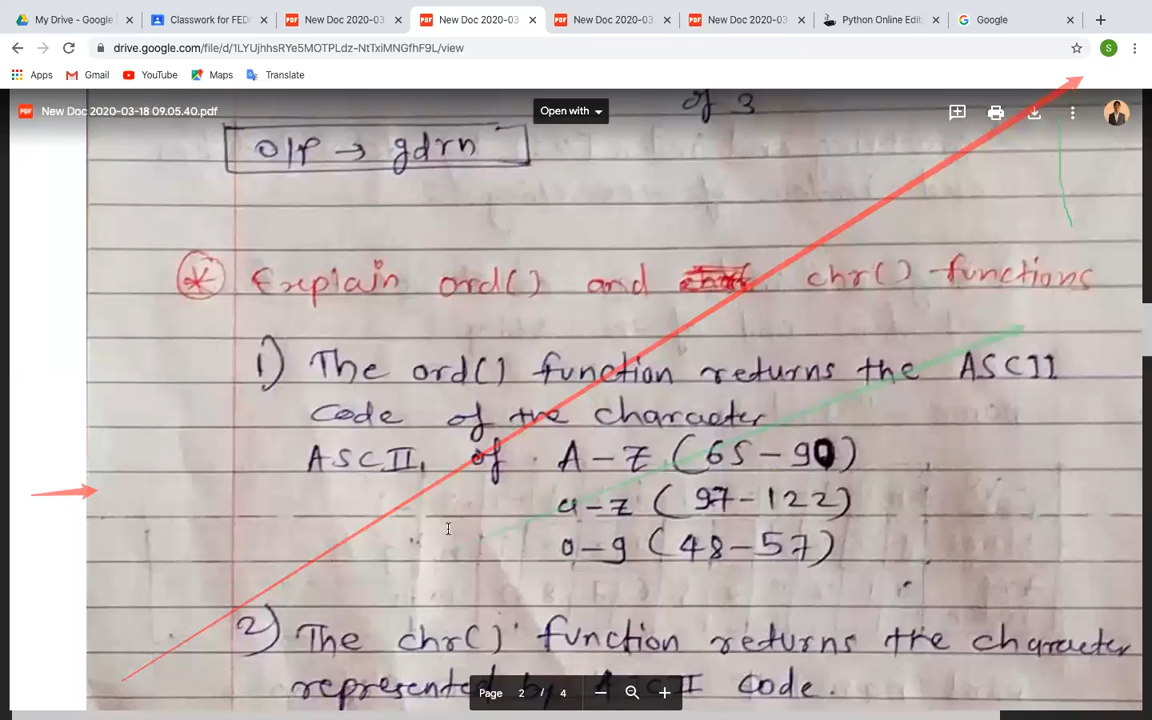 My Drive - Google
Classwork for FED
New Doc 2020-03
New Doc 2020-03
New Doc 2020-03
New Doc 2020-03
Python Online Edit
Google
drive.google.com/file/d/1LYUjhhsRYe5MOTPLdz-NtTxiMNGfhF9L/view
S
Apps
Gmail
YouTube
Maps
Translate
PDF New Doc 2020-03-18 09.05.40.pdf
Open with
of 3
O/P → gdrn
* Explain ord() and chr() functions
1) The ord() function returns the ASCII
Code of the character
ASCII of A-Z (65-90)
a-z (97-122)
0-9 (48-57)
2) The chr() function returns the character
represented by ASCII Code.
Page 2 / 4